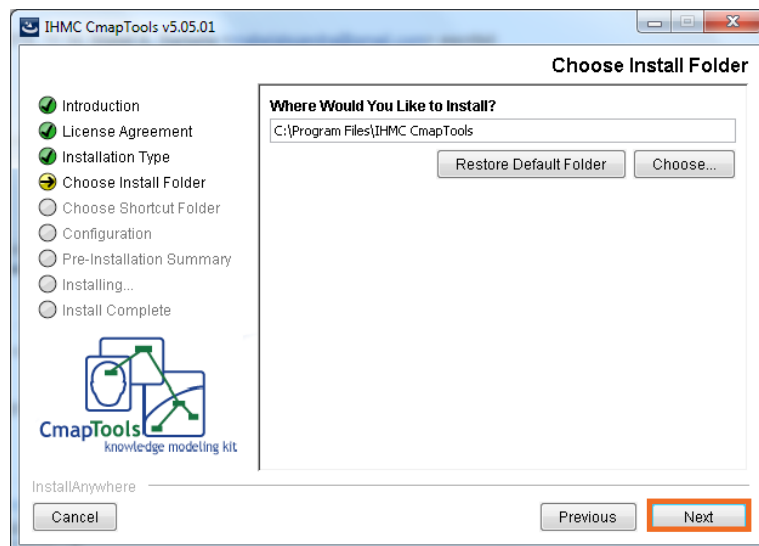 IHMC CmapTools v5.05.01
Choose Install Folder
Introduction
License Agreement
Installation Type
Choose Install Folder
Choose Shortcut Folder
Configuration
Pre-Installation Summary
Installing...
Install Complete
Where Would You Like to Install?
C:\Program Files\IHMC CmapTools
Restore Default Folder
Choose...
CmapTools
knowledge modeling kit
InstallAnywhere
Cancel
Previous
Next